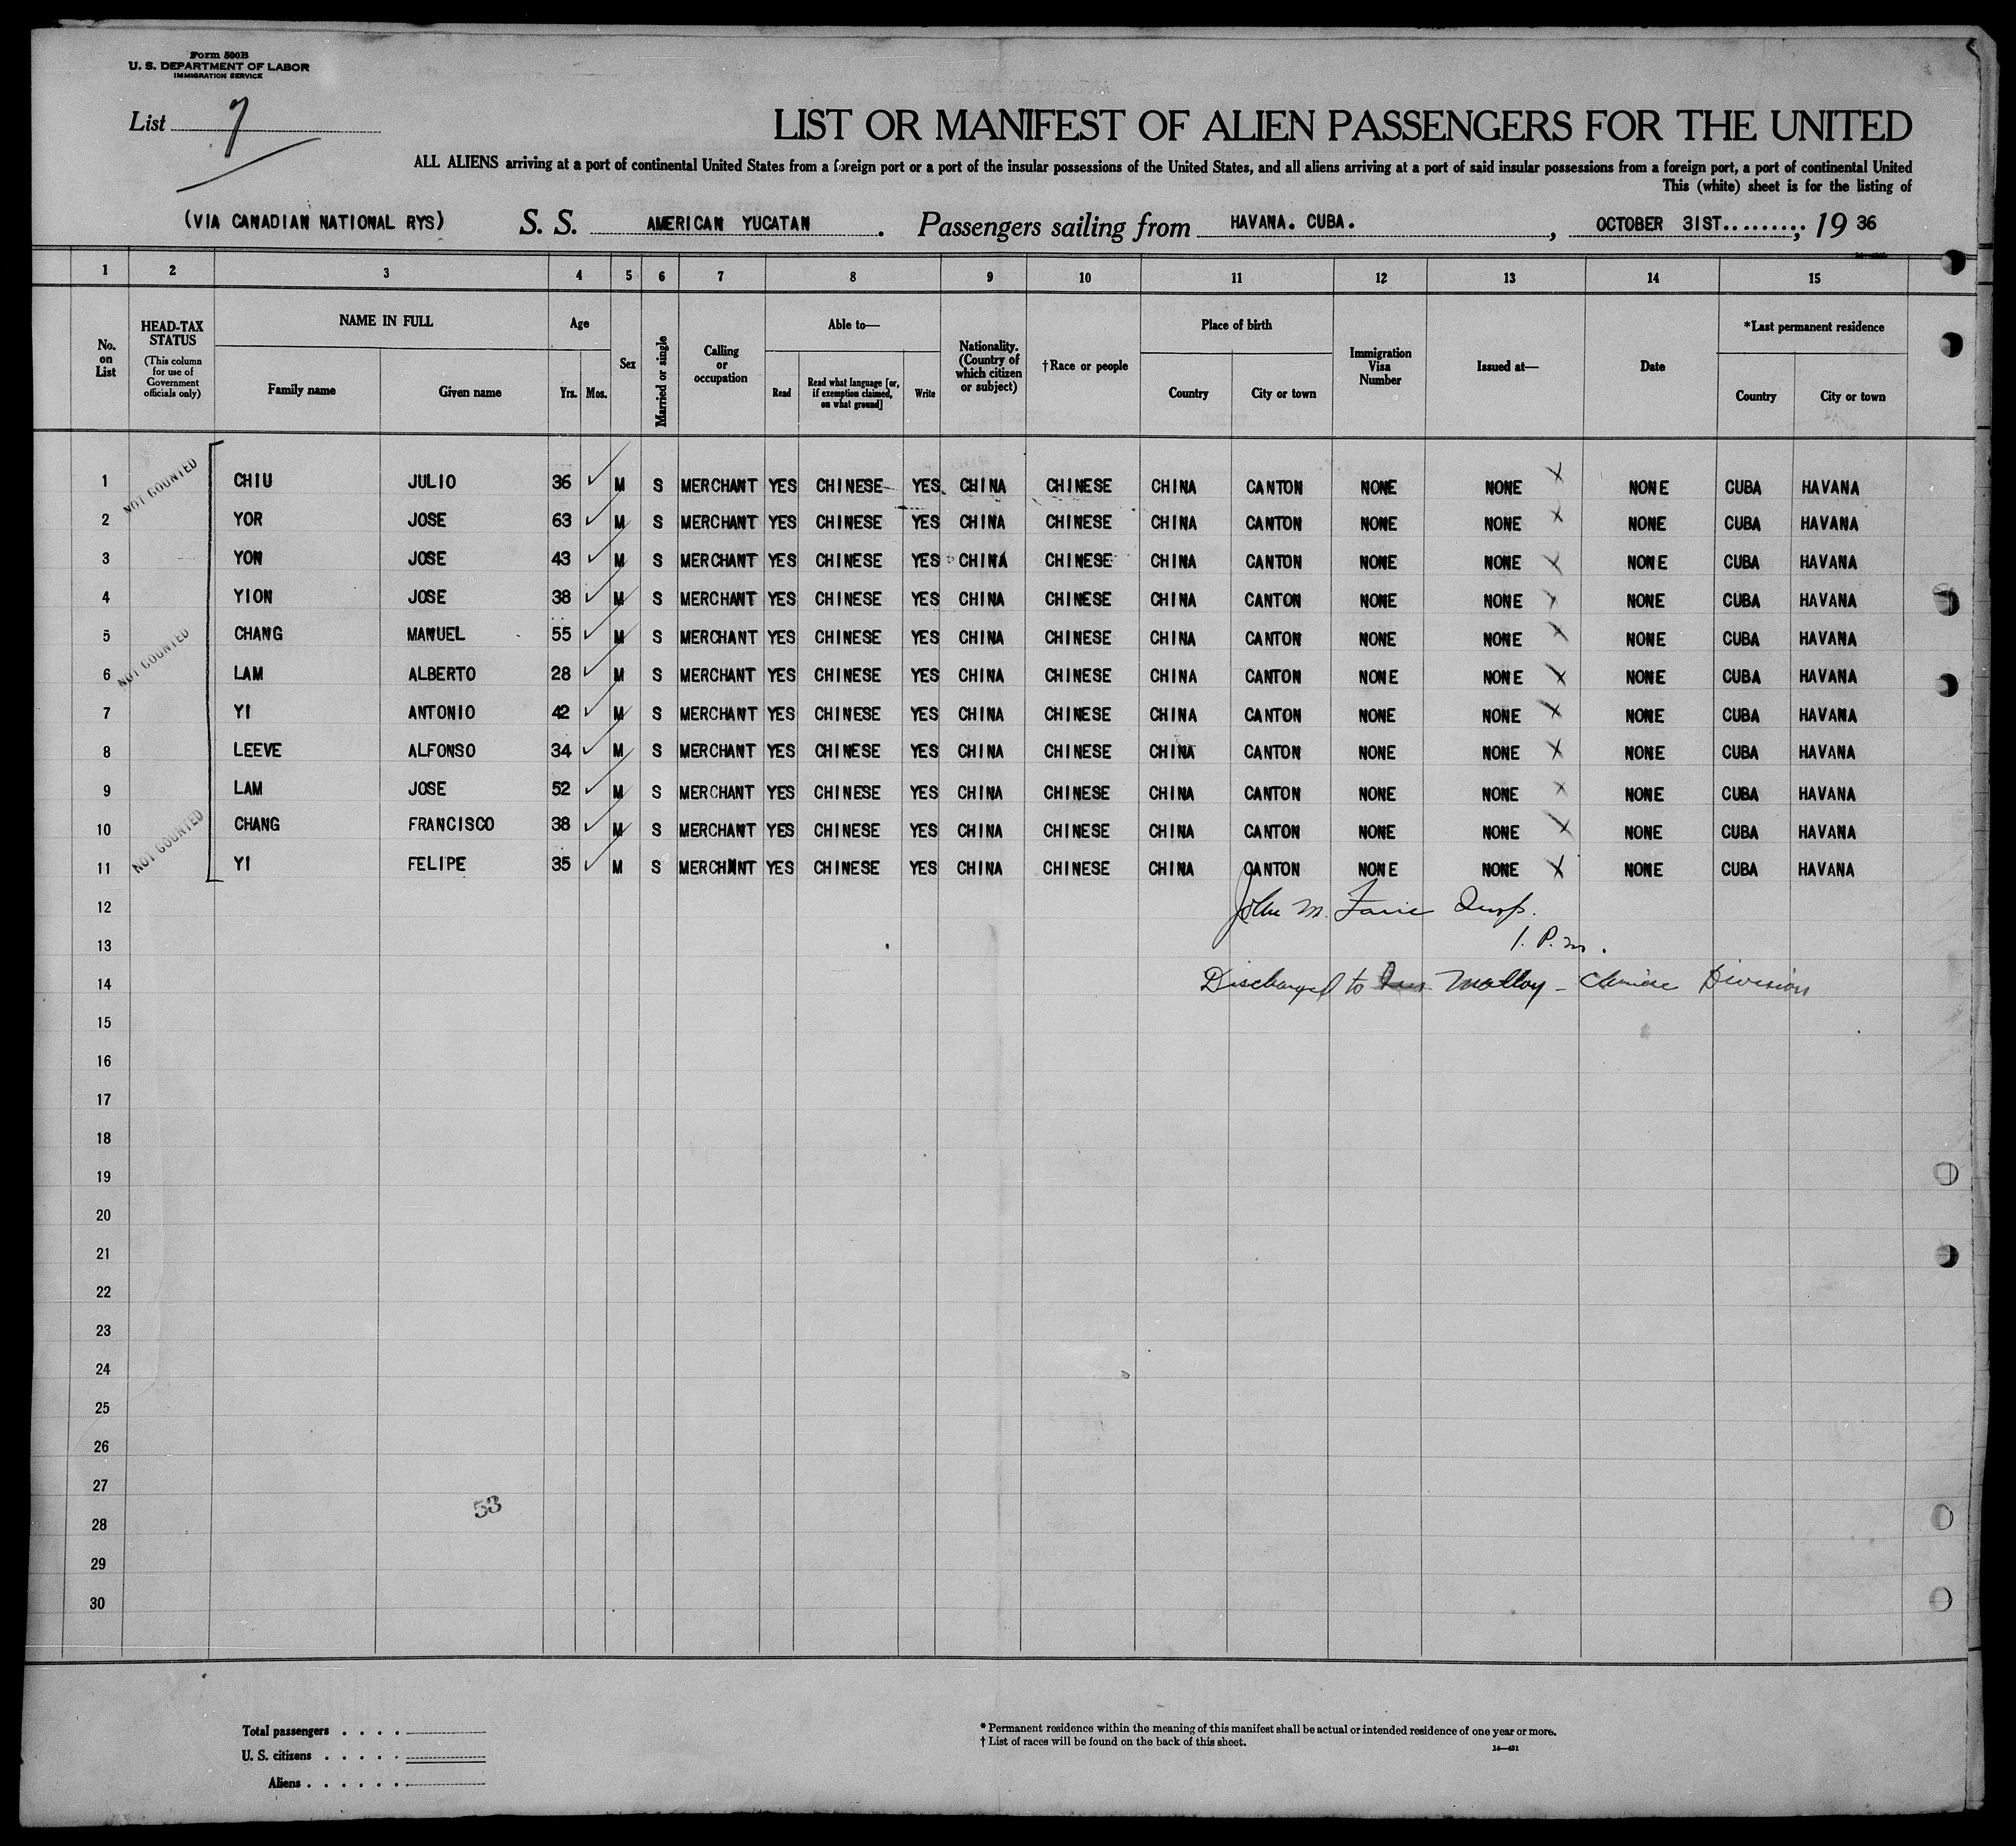 Form 500B
U. S. DEPARTMENT OF LABOR
IMMIGRATION SERVICE
List 7
LIST OR MANIFEST OF ALIEN PASSENGERS FOR THE UNITED
ALL ALIENS arriving at a port of continental United States from a foreign port or a port of the insular possessions of the United States, and all aliens arriving at a port of said insular possessions from a foreign port, a port of continental United
This (white) sheet is for the listing of
(VIA CANADIAN NATIONAL RYS) S. S. AMERICAN YUCATAN. Passengers sailing from HAVANA. CUBA. , OCTOBER 31ST........., 19 36
1 2 3 4 5 6 7 8 9 10 11 12 13 14 15
No. on List
HEAD-TAX STATUS
(This column for use of Government officials only)
NAME IN FULL
Family name Given name
Age
Yrs. Mos.
Sex
Married or single
Calling or occupation
Able to—
Read
Read what language [or, if exemption claimed, on what ground]
Write
Nationality. (Country of which citizen or subject)
†Race or people
Place of birth
Country City or town
Immigration Visa Number
Issued at—
Date
*Last permanent residence
Country City or town
NOT COUNTED
1 CHIU JULIO 36 ✓ M S MERCHANT YES CHINESE YES CHINA CHINESE CHINA CANTON NONE NONE X NONE CUBA HAVANA
2 YOR JOSE 63 ✓ M S MERCHANT YES CHINESE YES CHINA CHINESE CHINA CANTON NONE NONE X NONE CUBA HAVANA
3 YON JOSE 43 ✓ M S MERCHANT YES CHINESE YES CHINA CHINESE CHINA CANTON NONE NONE X NONE CUBA HAVANA
4 YION JOSE 38 ✓ M S MERCHANT YES CHINESE YES CHINA CHINESE CHINA CANTON NONE NONE X NONE CUBA HAVANA
NOT COUNTED
5 CHANG MANUEL 55 ✓ M S MERCHANT YES CHINESE YES CHINA CHINESE CHINA CANTON NONE NONE X NONE CUBA HAVANA
6 LAM ALBERTO 28 ✓ M S MERCHANT YES CHINESE YES CHINA CHINESE CHINA CANTON NONE NONE X NONE CUBA HAVANA
7 YI ANTONIO 42 ✓ M S MERCHANT YES CHINESE YES CHINA CHINESE CHINA CANTON NONE NONE X NONE CUBA HAVANA
8 LEEVE ALFONSO 34 ✓ M S MERCHANT YES CHINESE YES CHINA CHINESE CHINA CANTON NONE NONE X NONE CUBA HAVANA
9 LAM JOSE 52 ✓ M S MERCHANT YES CHINESE YES CHINA CHINESE CHINA CANTON NONE NONE X NONE CUBA HAVANA
NOT COUNTED
10 CHANG FRANCISCO 38 ✓ M S MERCHANT YES CHINESE YES CHINA CHINESE CHINA CANTON NONE NONE X NONE CUBA HAVANA
11 YI FELIPE 35 ✓ M S MERCHANT YES CHINESE YES CHINA CHINESE CHINA CANTON NONE NONE X NONE CUBA HAVANA
12 John M. Insp.
13 1. P.m.
14 Discharged to Malloy – Chinese Division
15
16
17
18
19
20
21
22
23
24
25
26
27
53
28
29
30
Total passengers . . . .
U. S. citizens . . . . .
Aliens . . . . . .
* Permanent residence within the meaning of this manifest shall be actual or intended residence of one year or more.
† List of races will be found on the back of this sheet.
14—431